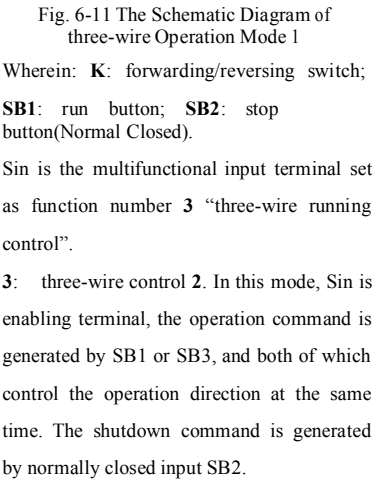 Fig. 6-11 The Schematic Diagram of
three-wire Operation Mode 1
Wherein: K: forwarding/reversing switch;
SB1: run button; SB2: stop
button(Normal Closed).
Sin is the multifunctional input terminal set
as function number 3 “three-wire running
control”.
3: three-wire control 2. In this mode, Sin is
enabling terminal, the operation command is
generated by SB1 or SB3, and both of which
control the operation direction at the same
time. The shutdown command is generated
by normally closed input SB2.